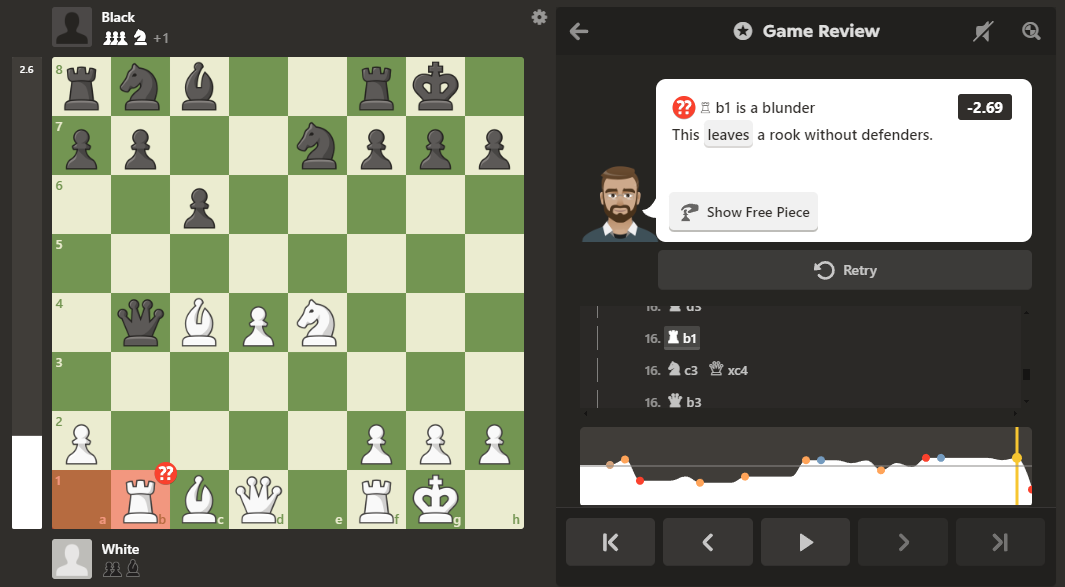 Black
+1
Game Review
2.6
8
7
6
5
4
3
2
1
a b c d e f g h
??
White
?? b1 is a blunder
-2.69
This leaves a rook without defenders.
Show Free Piece
Retry
16. d3
16. b1
16. c3 xc4
16. b3